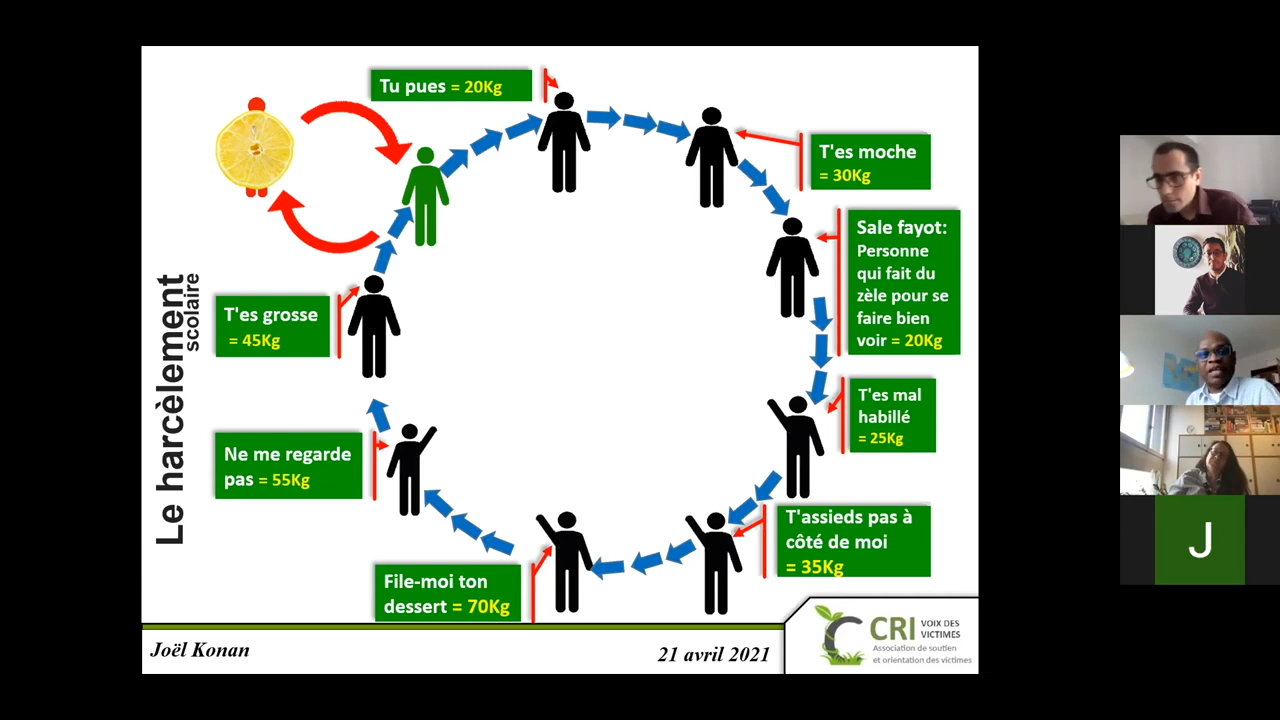 Tu pues = 20Kg
T'es moche
= 30Kg
Sale fayot:
Personne
qui fait du
zèle pour se
faire bien
voir = 20Kg
T'es mal
habillé
= 25Kg
T'assieds pas à
côté de moi
= 35Kg
File-moi ton
dessert = 70Kg
Ne me regarde
pas = 55Kg
T'es grosse
= 45Kg
Le harcèlement
scolaire
Joël Konan
21 avril 2021
CRI VOIX DES
VICTIMES
Association de soutien
et orientation des victimes
J